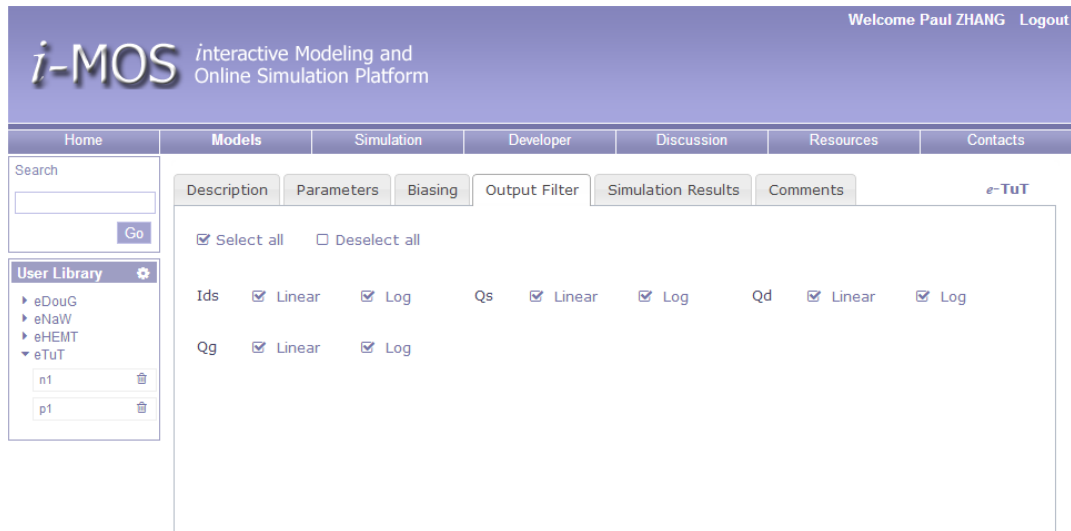 Welcome Paul ZHANG Logout
i-MOS interactive Modeling and
Online Simulation Platform
Home Models Simulation Developer Discussion Resources Contacts
Search
Go
User Library
eDouG
eNaW
eHEMT
eTuT
n1
p1
Description Parameters Biasing Output Filter Simulation Results Comments e-TuT
Select all Deselect all
Ids Linear Log Qs Linear Log Qd Linear Log
Qg Linear Log